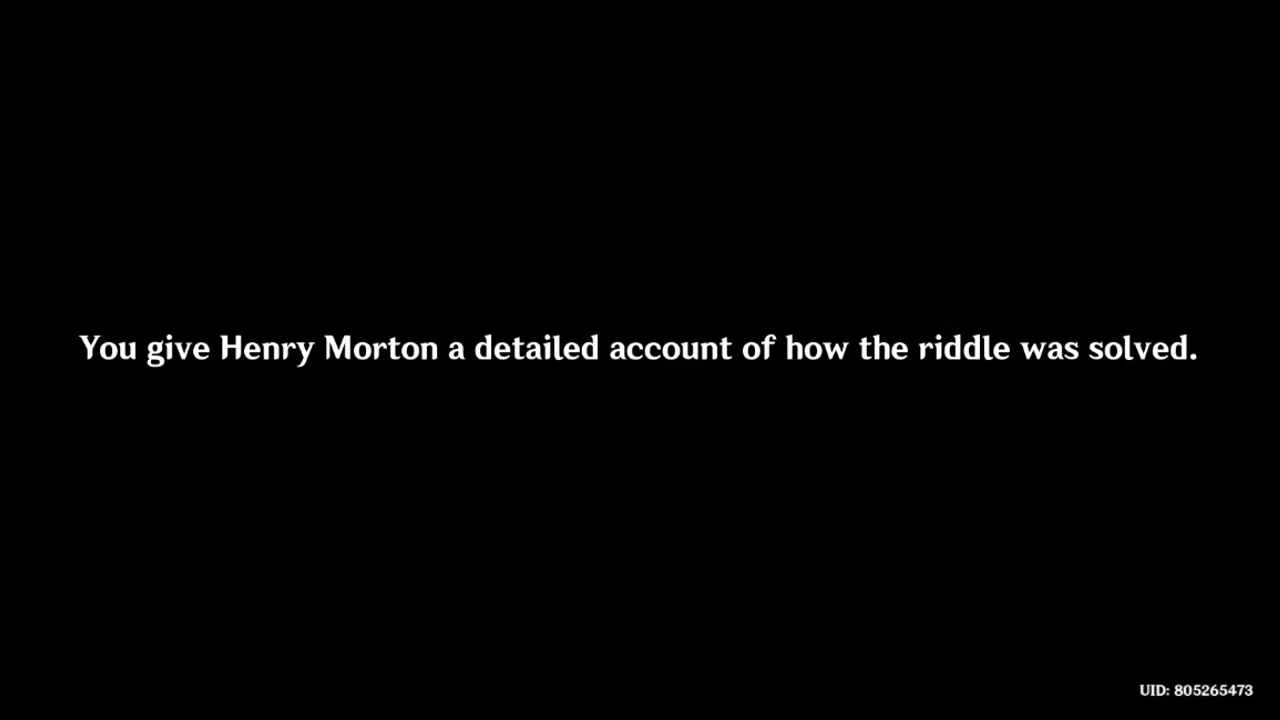 You give Henry Morton a detailed account of how the riddle was solved.
UID: 805265473